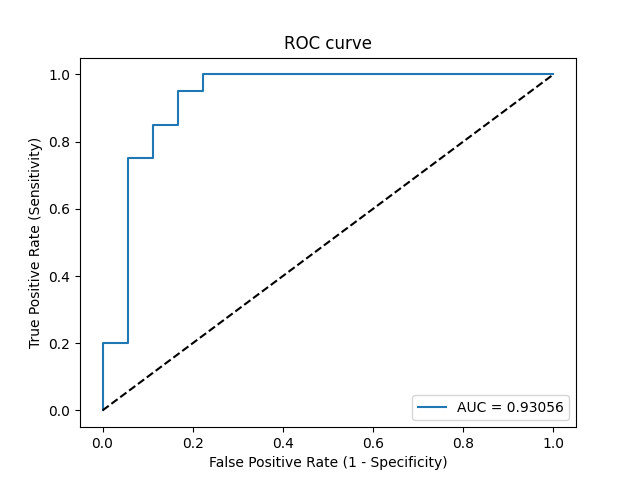 ROC curve
1.0
0.8
0.6
0.4
0.2
0.0
True Positive Rate (Sensitivity)
AUC = 0.93056
0.0 0.2 0.4 0.6 0.8 1.0
False Positive Rate (1 - Specificity)